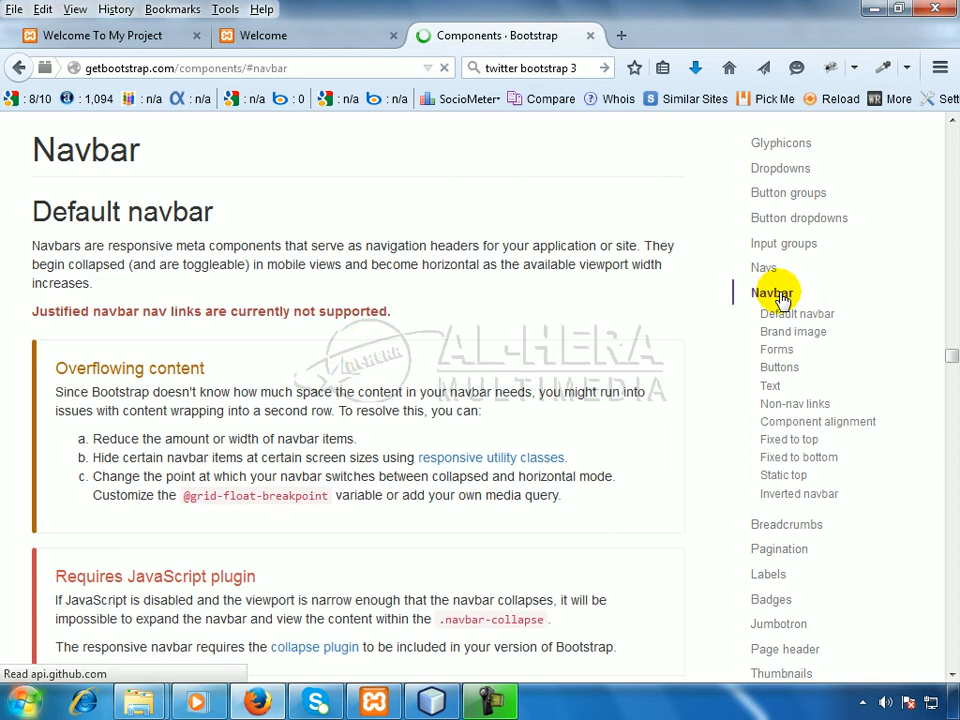 File Edit View History Bookmarks Tools Help
Welcome To My Project × Welcome × Components · Bootstrap × +
getbootstrap.com/components/#navbar twitter bootstrap 3
: 8/10 : 1,094 : n/a : n/a : n/a : 0 : n/a : n/a SocioMeter Compare Whois Similar Sites Pick Me Reload More Sett
Navbar
Default navbar
Navbars are responsive meta components that serve as navigation headers for your application or site. They
begin collapsed (and are toggleable) in mobile views and become horizontal as the available viewport width
increases.
Justified navbar nav links are currently not supported.
AL-HERA
MULTIMEDIA
Overflowing content
Since Bootstrap doesn't know how much space the content in your navbar needs, you might run into
issues with content wrapping into a second row. To resolve this, you can:
a. Reduce the amount or width of navbar items.
b. Hide certain navbar items at certain screen sizes using responsive utility classes.
c. Change the point at which your navbar switches between collapsed and horizontal mode.
Customize the @grid-float-breakpoint variable or add your own media query.
Requires JavaScript plugin
If JavaScript is disabled and the viewport is narrow enough that the navbar collapses, it will be
impossible to expand the navbar and view the content within the .navbar-collapse.
The responsive navbar requires the collapse plugin to be included in your version of Bootstrap.
Glyphicons
Dropdowns
Button groups
Button dropdowns
Input groups
Navs
Navbar
Default navbar
Brand image
Forms
Buttons
Text
Non-nav links
Component alignment
Fixed to top
Fixed to bottom
Static top
Inverted navbar
Breadcrumbs
Pagination
Labels
Badges
Jumbotron
Page header
Thumbnails
Read api.github.com